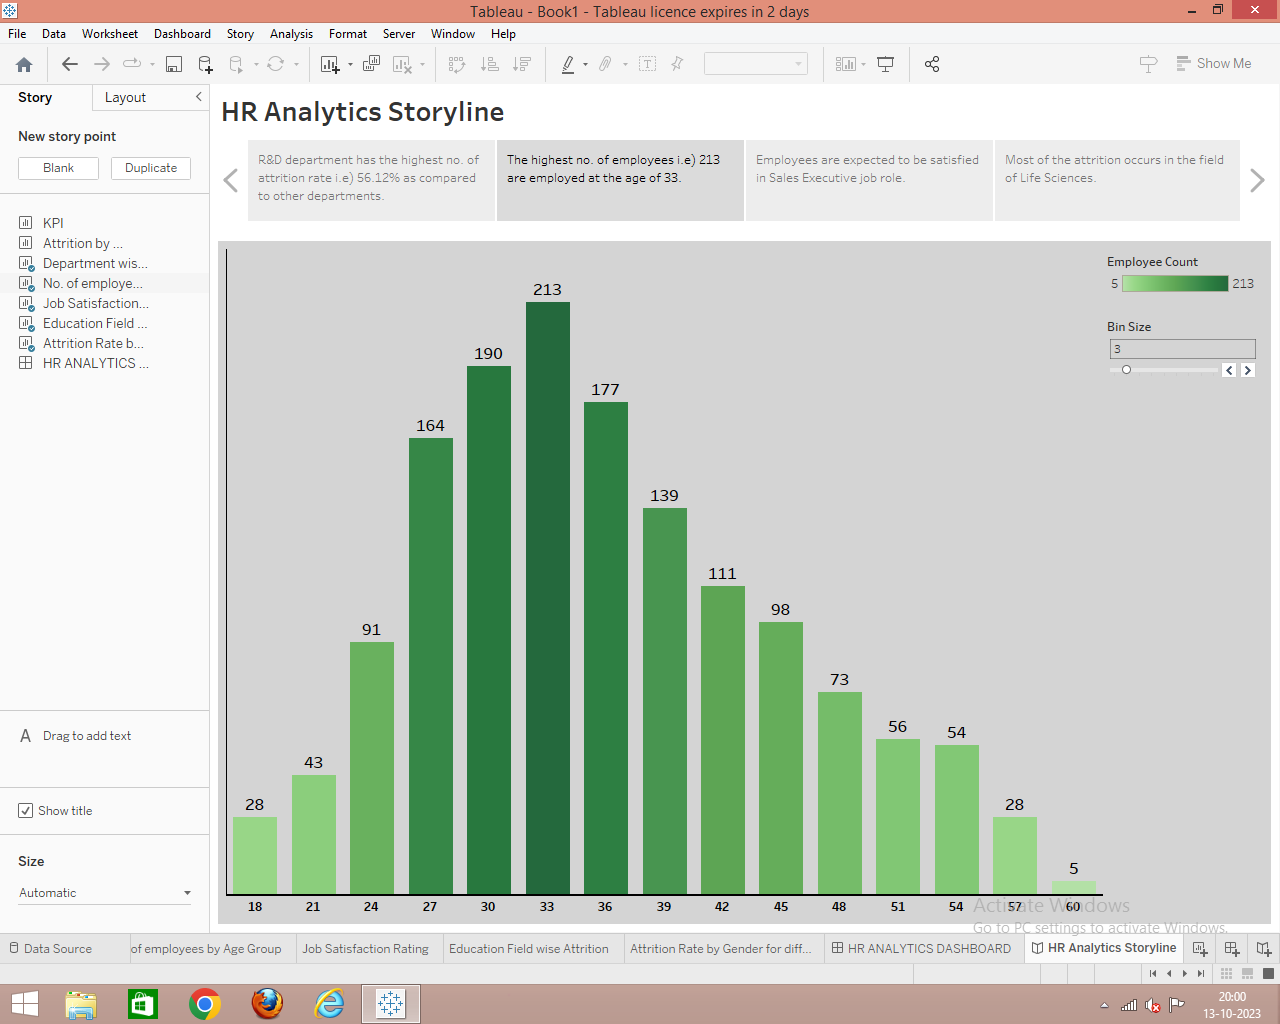 Tableau - Book1 - Tableau licence expires in 2 days
File Data Worksheet Dashboard Story Analysis Format Server Window Help
Show Me
Story Layout
New story point
Blank Duplicate
KPI
Attrition by ...
Department wis...
No. of employe...
Job Satisfaction...
Education Field ...
Attrition Rate b...
HR ANALYTICS ...
A Drag to add text
Show title
Size
Automatic
HR Analytics Storyline
R&D department has the highest no. of
attrition rate i.e) 56.12% as compared
to other departments.
The highest no. of employees i.e) 213
are employed at the age of 33.
Employees are expected to be satisfied
in Sales Executive job role.
Most of the attrition occurs in the field
of Life Sciences.
Employee Count
5 213
Bin Size
3
28 43 91 164 190 213 177 139 111 98 73 56 54 28 5
18 21 24 27 30 33 36 39 42 45 48 51 54 57 60
Activate Windows
Go to PC settings to activate Windows.
Data Source of employees by Age Group Job Satisfaction Rating Education Field wise Attrition Attrition Rate by Gender for diff... HR ANALYTICS DASHBOARD HR Analytics Storyline
20:00
13-10-2023